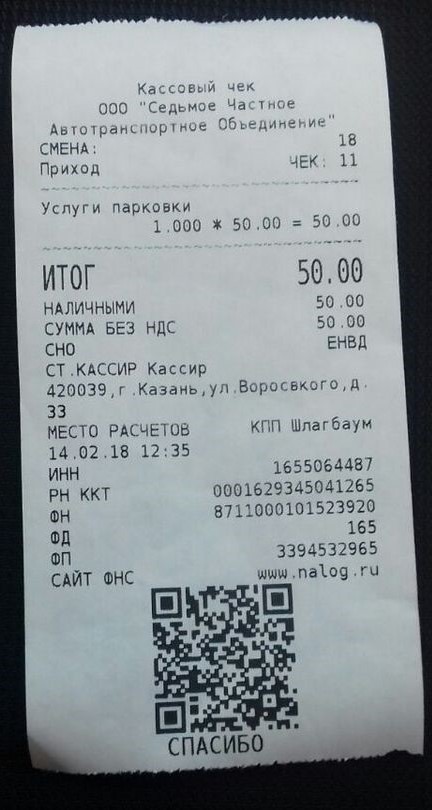 Кассовый чек
ООО "Седьмое Частное
Автотранспортное Объединение"
СМЕНА: 18
Приход ЧЕК: 11
Услуги парковки
1.000 * 50.00 = 50.00
ИТОГ 50.00
НАЛИЧНЫМИ 50.00
СУММА БЕЗ НДС 50.00
СНО ЕНВД
СТ.КАССИР Кассир
420039,г.Казань,ул.Воросвкого,д.
33
МЕСТО РАСЧЕТОВ КПП Шлагбаум
14.02.18 12:35
ИНН 1655064487
РН ККТ 0001629345041265
ФН 8711000101523920
ФД 165
ФП 3394532965
САЙТ ФНС www.nalog.ru
СПАСИБО